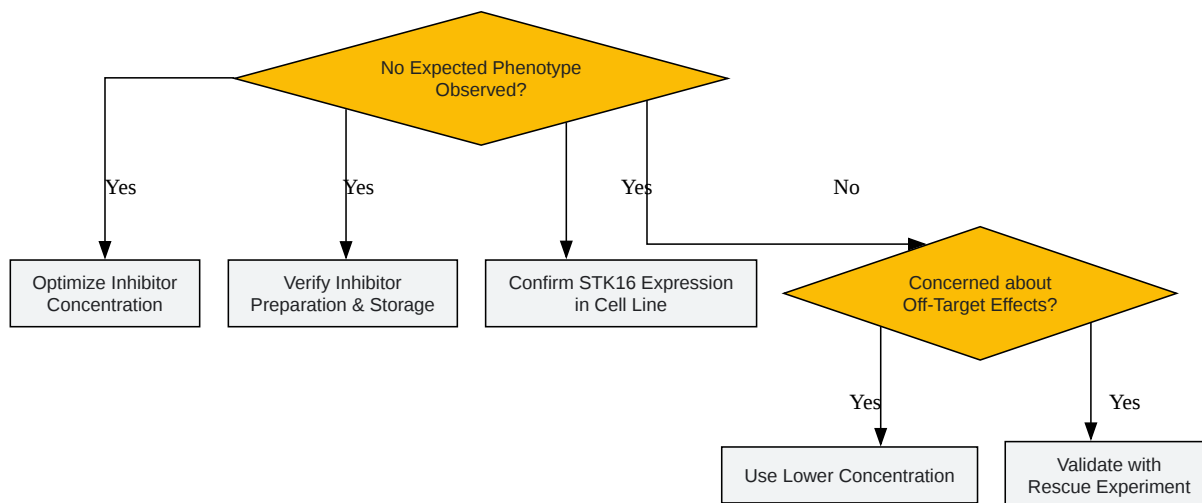 No Expected Phenotype
Observed?
Yes
Yes
Yes
No
Optimize Inhibitor
Concentration
Verify Inhibitor
Preparation & Storage
Confirm STK16 Expression
in Cell Line
Concerned about
Off-Target Effects?
Yes
Yes
Use Lower Concentration
Validate with
Rescue Experiment